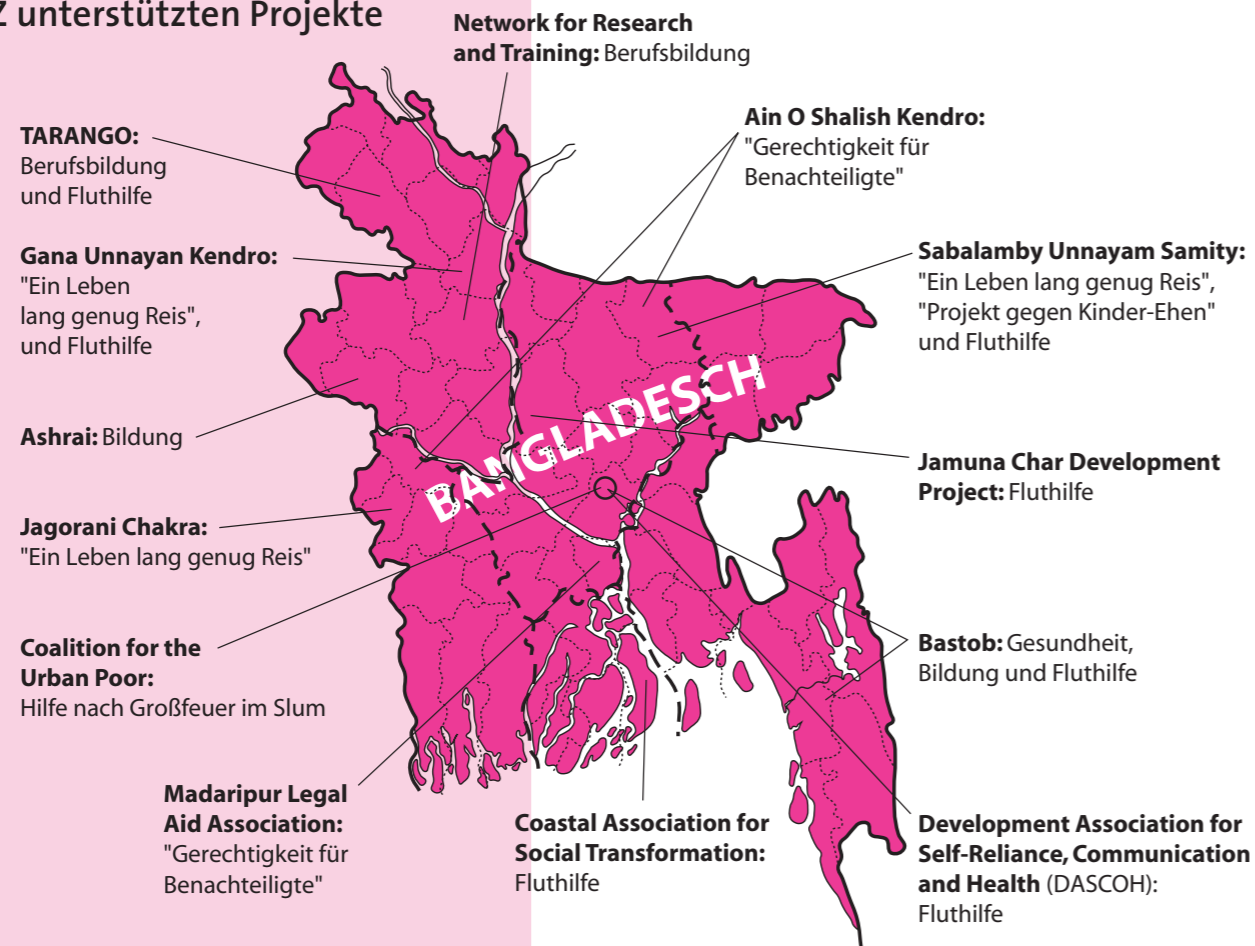 unterstützten Projekte
Network for Research
and Training: Berufsbildung
TARANGO:
Berufsbildung
und Fluthilfe
Ain O Shalish Kendro:
"Gerechtigkeit für
Benachteiligte"
Gana Unnayan Kendro:
"Ein Leben
lang genug Reis",
und Fluthilfe
Sabalamby Unnayam Samity:
"Ein Leben lang genug Reis",
"Projekt gegen Kinder-Ehen"
und Fluthilfe
BANGLADESCH
Ashrai: Bildung
Jamuna Char Development
Project: Fluthilfe
Jagorani Chakra:
"Ein Leben lang genug Reis"
Coalition for the
Urban Poor:
Hilfe nach Großfeuer im Slum
Bastob: Gesundheit,
Bildung und Fluthilfe
Madaripur Legal
Aid Association:
"Gerechtigkeit für
Benachteiligte"
Coastal Association for
Social Transformation:
Fluthilfe
Development Association for
Self-Reliance, Communication
and Health (DASCOH):
Fluthilfe